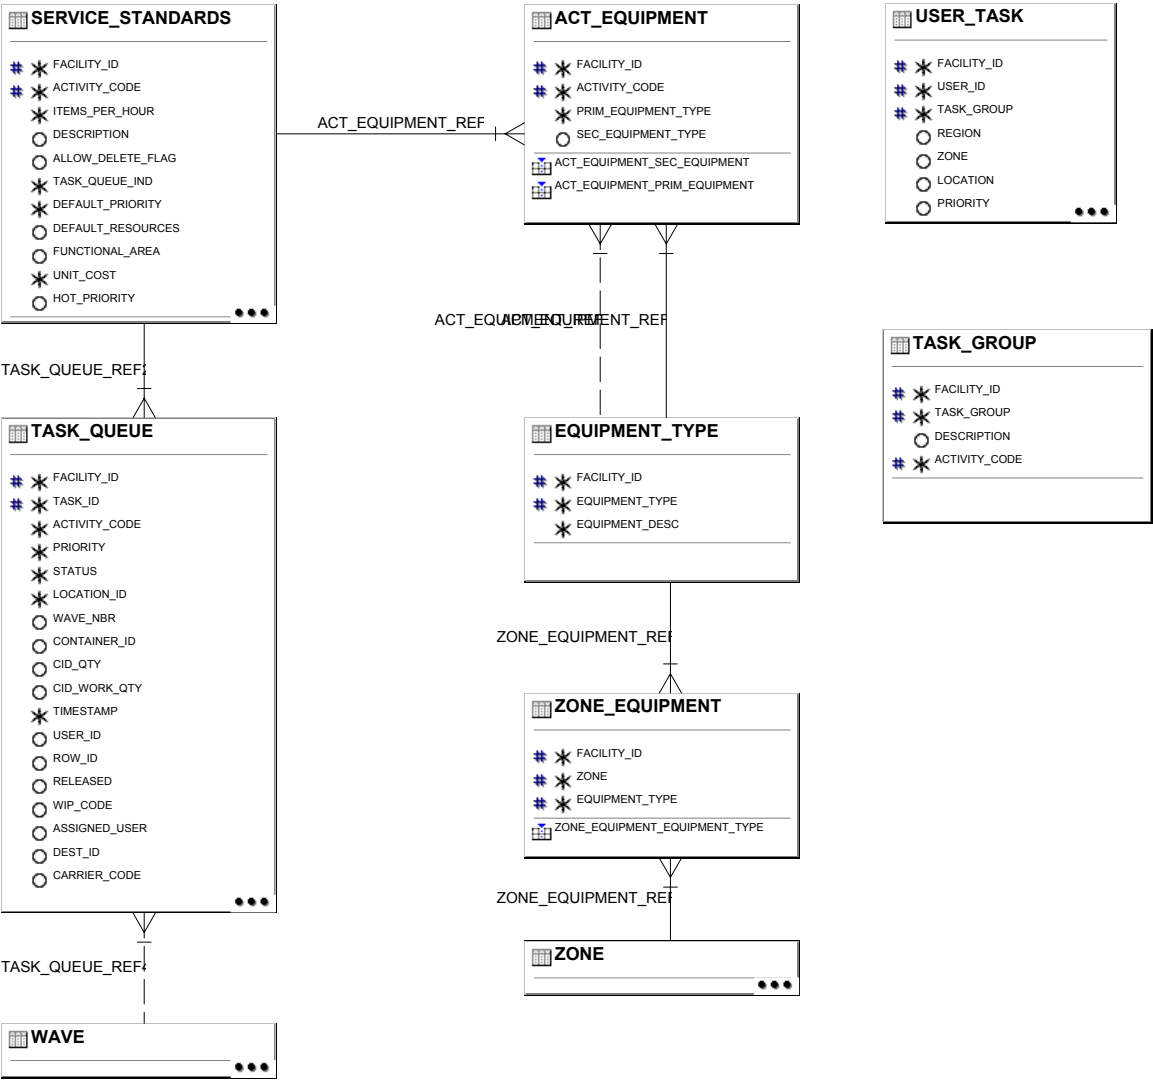 SERVICE_STANDARDS
# FACILITY_ID
# ACTIVITY_CODE
ITEMS_PER_HOUR
DESCRIPTION
ALLOW_DELETE_FLAG
TASK_QUEUE_IND
DEFAULT_PRIORITY
DEFAULT_RESOURCES
FUNCTIONAL_AREA
UNIT_COST
HOT_PRIORITY
ACT_EQUIPMENT_REF
ACT_EQUIPMENT
# FACILITY_ID
# ACTIVITY_CODE
PRIM_EQUIPMENT_TYPE
SEC_EQUIPMENT_TYPE
ACT_EQUIPMENT_SEC_EQUIPMENT
ACT_EQUIPMENT_PRIM_EQUIPMENT
USER_TASK
# FACILITY_ID
# USER_ID
# TASK_GROUP
REGION
ZONE
LOCATION
PRIORITY
TASK_QUEUE_REF
TASK_QUEUE
# FACILITY_ID
# TASK_ID
ACTIVITY_CODE
PRIORITY
STATUS
LOCATION_ID
WAVE_NBR
CONTAINER_ID
CID_QTY
CID_WORK_QTY
TIMESTAMP
USER_ID
ROW_ID
RELEASED
WIP_CODE
ASSIGNED_USER
DEST_ID
CARRIER_CODE
TASK_QUEUE_REF
WAVE
EQUIPMENT_TYPE
# FACILITY_ID
# EQUIPMENT_TYPE
EQUIPMENT_DESC
ZONE_EQUIPMENT_REF
ZONE_EQUIPMENT
# FACILITY_ID
# ZONE
# EQUIPMENT_TYPE
ZONE_EQUIPMENT_EQUIPMENT_TYPE
ZONE_EQUIPMENT_REF
ZONE
TASK_GROUP
# FACILITY_ID
# TASK_GROUP
DESCRIPTION
# ACTIVITY_CODE